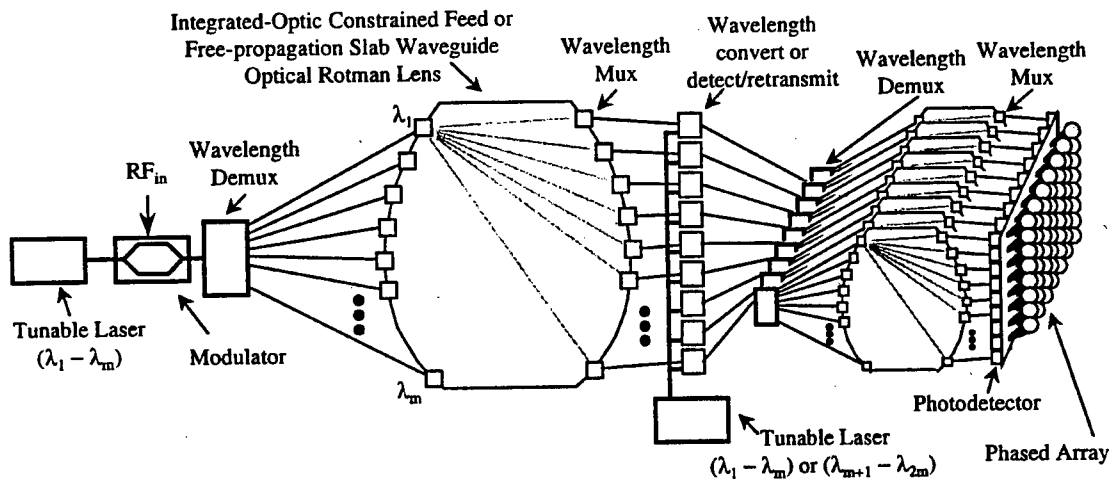 Integrated-Optic Constrained Feed or
Free-propagation Slab Waveguide
Optical Rotman Lens
Wavelength
Mux
Wavelength
convert or
detect/retransmit
Wavelength
Demux
Wavelength
Mux
λ1
Wavelength
Demux
RFin
Tunable Laser
(λ1 – λm)
Modulator
λm
Tunable Laser
(λ1 – λm) or (λm+1 – λ2m)
Photodetector
Phased Array